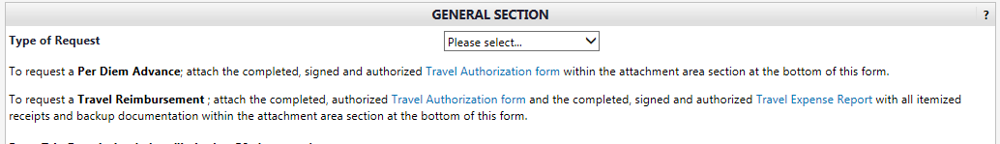 GENERAL SECTION ?
Type of Request Please select...
To request a Per Diem Advance; attach the completed, signed and authorized Travel Authorization form within the attachment area section at the bottom of this form.
To request a Travel Reimbursement ; attach the completed, authorized Travel Authorization form and the completed, signed and authorized Travel Expense Report with all itemized
receipts and backup documentation within the attachment area section at the bottom of this form.